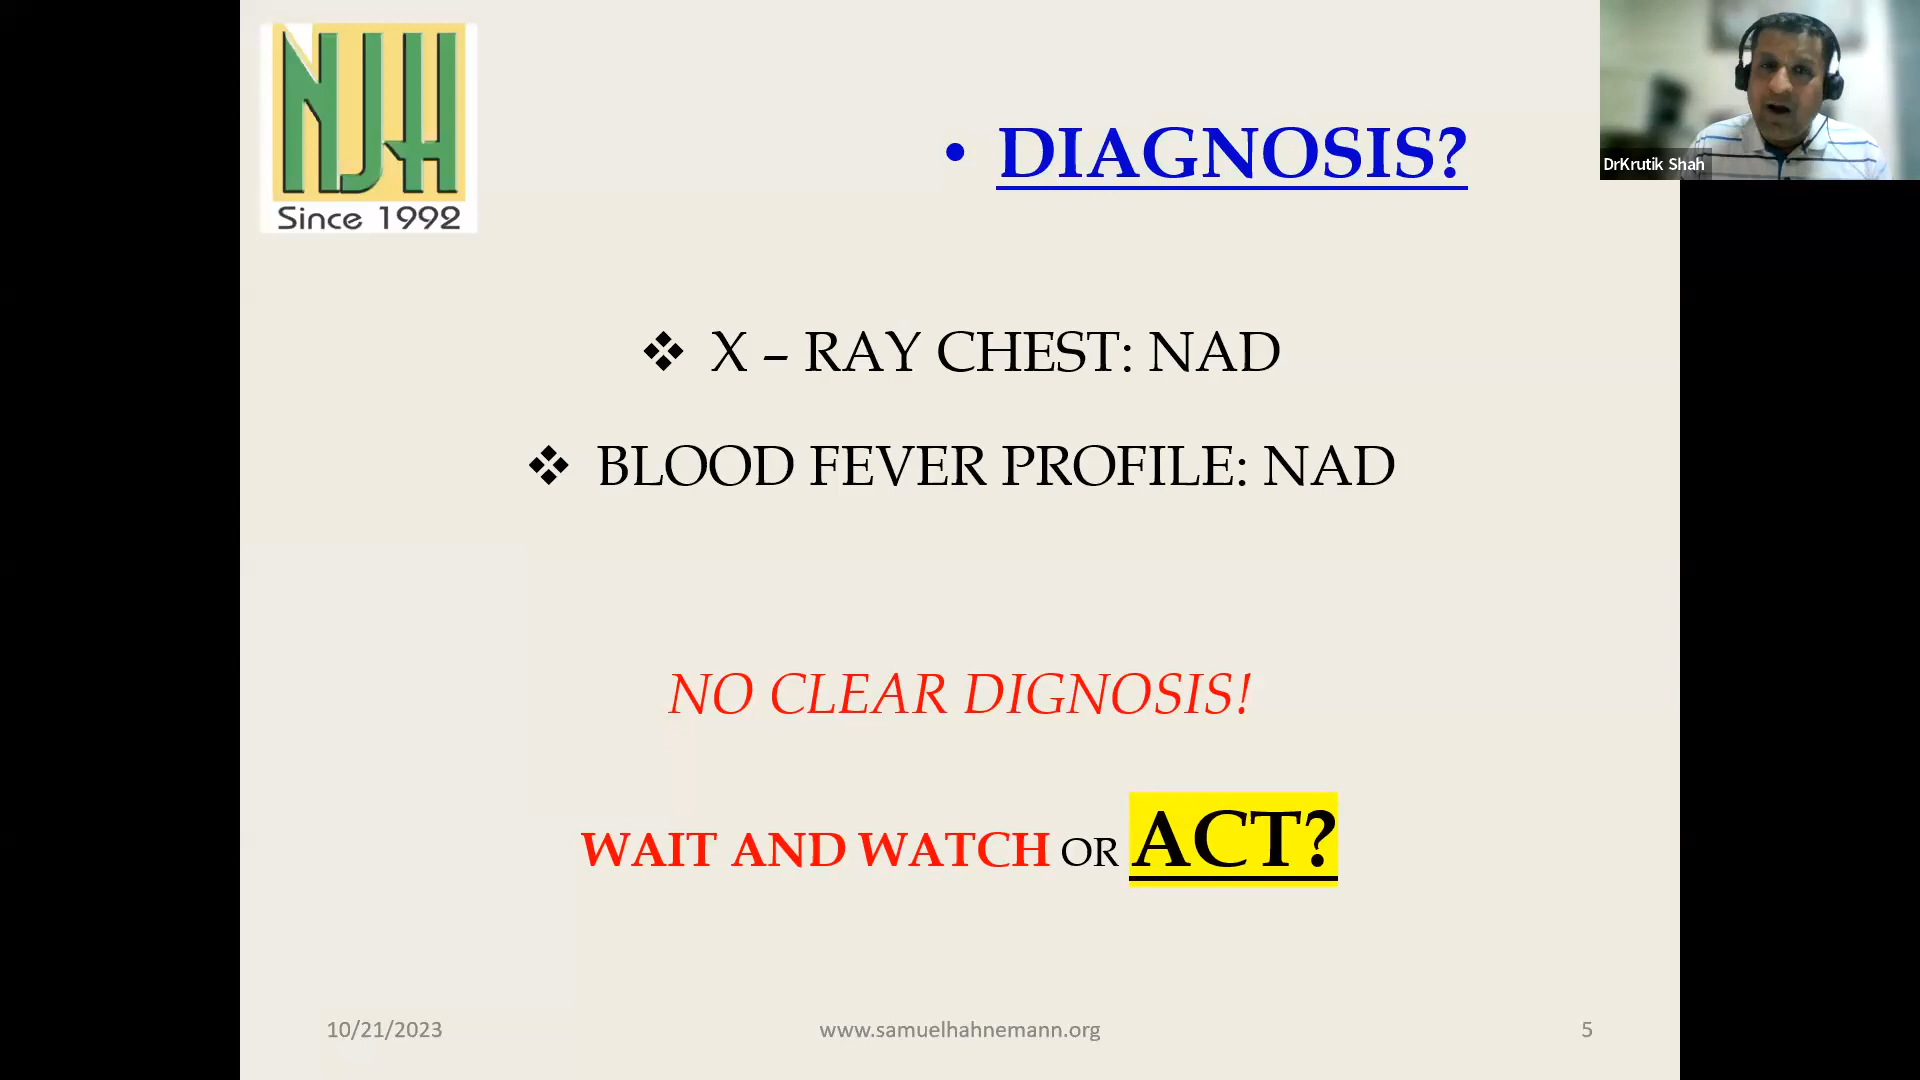 NJH
Since 1992
• DIAGNOSIS?
DrKrutik Shah
❖ X – RAY CHEST: NAD
❖ BLOOD FEVER PROFILE: NAD
NO CLEAR DIGNOSIS!
WAIT AND WATCH OR ACT?
10/21/2023
www.samuelhahnemann.org
5